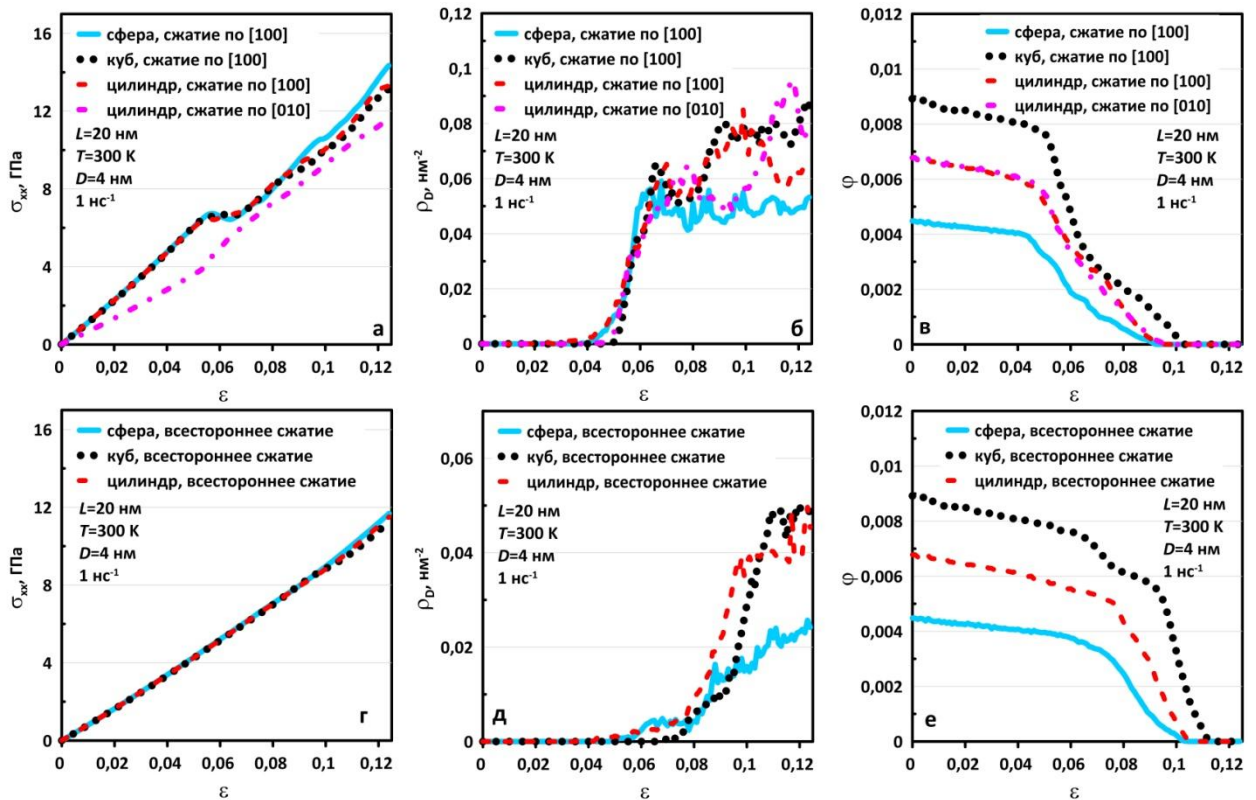 16
12
8
4
0
σxx, ГПа
сфера, сжатие по [100]
куб, сжатие по [100]
цилиндр, сжатие по [100]
цилиндр, сжатие по [010]
L=20 нм
T=300 K
D=4 нм
1 нс-1
а
0 0,02 0,04 0,06 0,08 0,1 0,12
ε
0,12
0,1
0,08
0,06
0,04
0,02
0
ρD, нм-2
сфера, сжатие по [100]
куб, сжатие по [100]
цилиндр, сжатие по [100]
цилиндр, сжатие по [010]
L=20 нм
T=300 K
D=4 нм
1 нс-1
б
0 0,02 0,04 0,06 0,08 0,1 0,12
ε
0,012
0,01
0,008
0,006
0,004
0,002
0
φ
сфера, сжатие по [100]
куб, сжатие по [100]
цилиндр, сжатие по [100]
цилиндр, сжатие по [010]
L=20 нм
T=300 K
D=4 нм
1 нс-1
в
0 0,02 0,04 0,06 0,08 0,1 0,12
ε
16
12
8
4
0
σxx, ГПа
сфера, всестороннее сжатие
куб, всестороннее сжатие
цилиндр, всестороннее сжатие
L=20 нм
T=300 K
D=4 нм
1 нс-1
г
0 0,02 0,04 0,06 0,08 0,1 0,12
ε
0,06
0,04
0,02
0
ρD, нм-2
сфера, всестороннее сжатие
куб, всестороннее сжатие
цилиндр, всестороннее сжатие
L=20 нм
T=300 K
D=4 нм
1 нс-1
д
0 0,02 0,04 0,06 0,08 0,1 0,12
ε
0,012
0,01
0,008
0,006
0,004
0,002
0
φ
сфера, всестороннее сжатие
куб, всестороннее сжатие
цилиндр, всестороннее сжатие
L=20 нм
T=300 K
D=4 нм
1 нс-1
е
0 0,02 0,04 0,06 0,08 0,1 0,12
ε